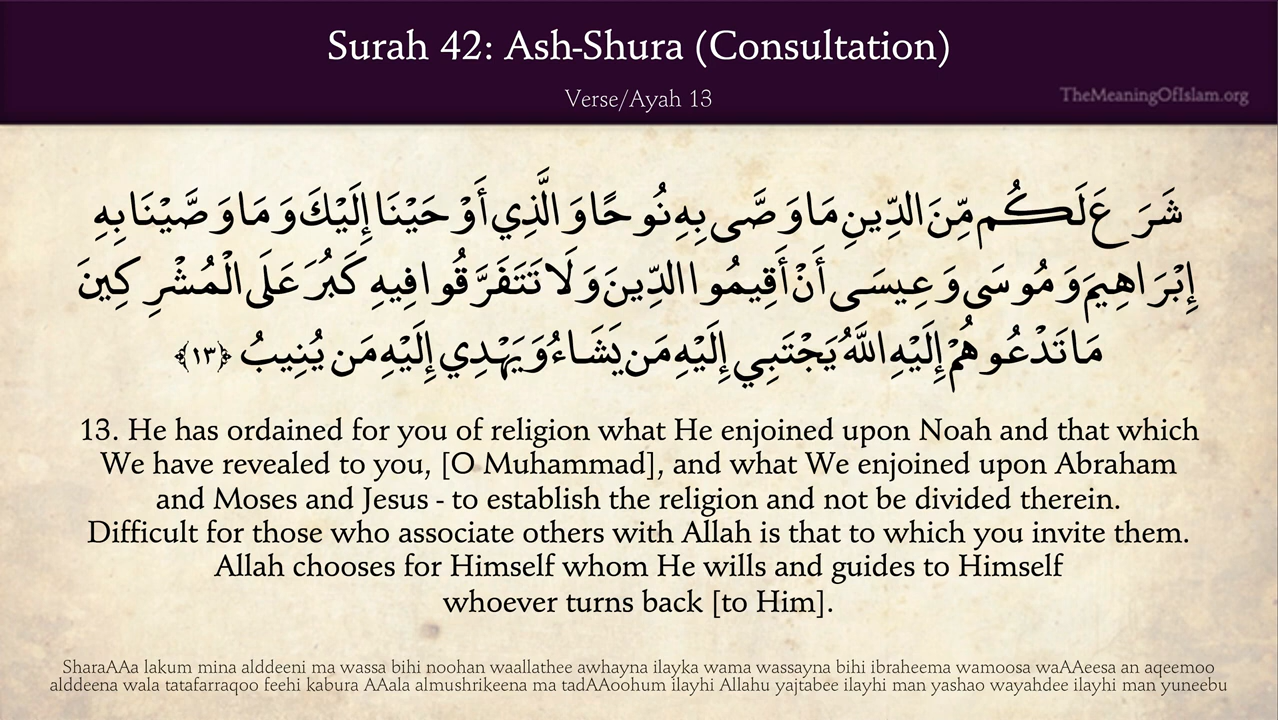 Surah 42: Ash-Shura (Consultation)
Verse/Ayah 13
TheMeaningOfIslam.org
شَرَعَ لَكُم مِّنَ الدِّينِ مَا وَصَّى بِهِ نُوحًا وَالَّذِي أَوْحَيْنَا إِلَيْكَ وَمَا وَصَّيْنَا بِهِ
إِبْرَاهِيمَ وَمُوسَى وَعِيسَى أَنْ أَقِيمُوا الدِّينَ وَلَا تَتَفَرَّقُوا فِيهِ كَبُرَ عَلَى الْمُشْرِكِينَ
مَا تَدْعُوهُمْ إِلَيْهِ اللَّهُ يَجْتَبِي إِلَيْهِ مَن يَشَاءُ وَيَهْدِي إِلَيْهِ مَن يُنِيبُ ﴿١٣﴾
13. He has ordained for you of religion what He enjoined upon Noah and that which
We have revealed to you, [O Muhammad], and what We enjoined upon Abraham
and Moses and Jesus - to establish the religion and not be divided therein.
Difficult for those who associate others with Allah is that to which you invite them.
Allah chooses for Himself whom He wills and guides to Himself
whoever turns back [to Him].
SharaAAa lakum mina alddeeni ma wassa bihi noohan waallathee awhayna ilayka wama wassayna bihi ibraheema wamoosa waAAeesa an aqeemoo
alddeena wala tatafarraqoo feehi kabura AAala almushrikeena ma tadAAoohum ilayhi Allahu yajtabee ilayhi man yashao wayahdee ilayhi man yuneebu